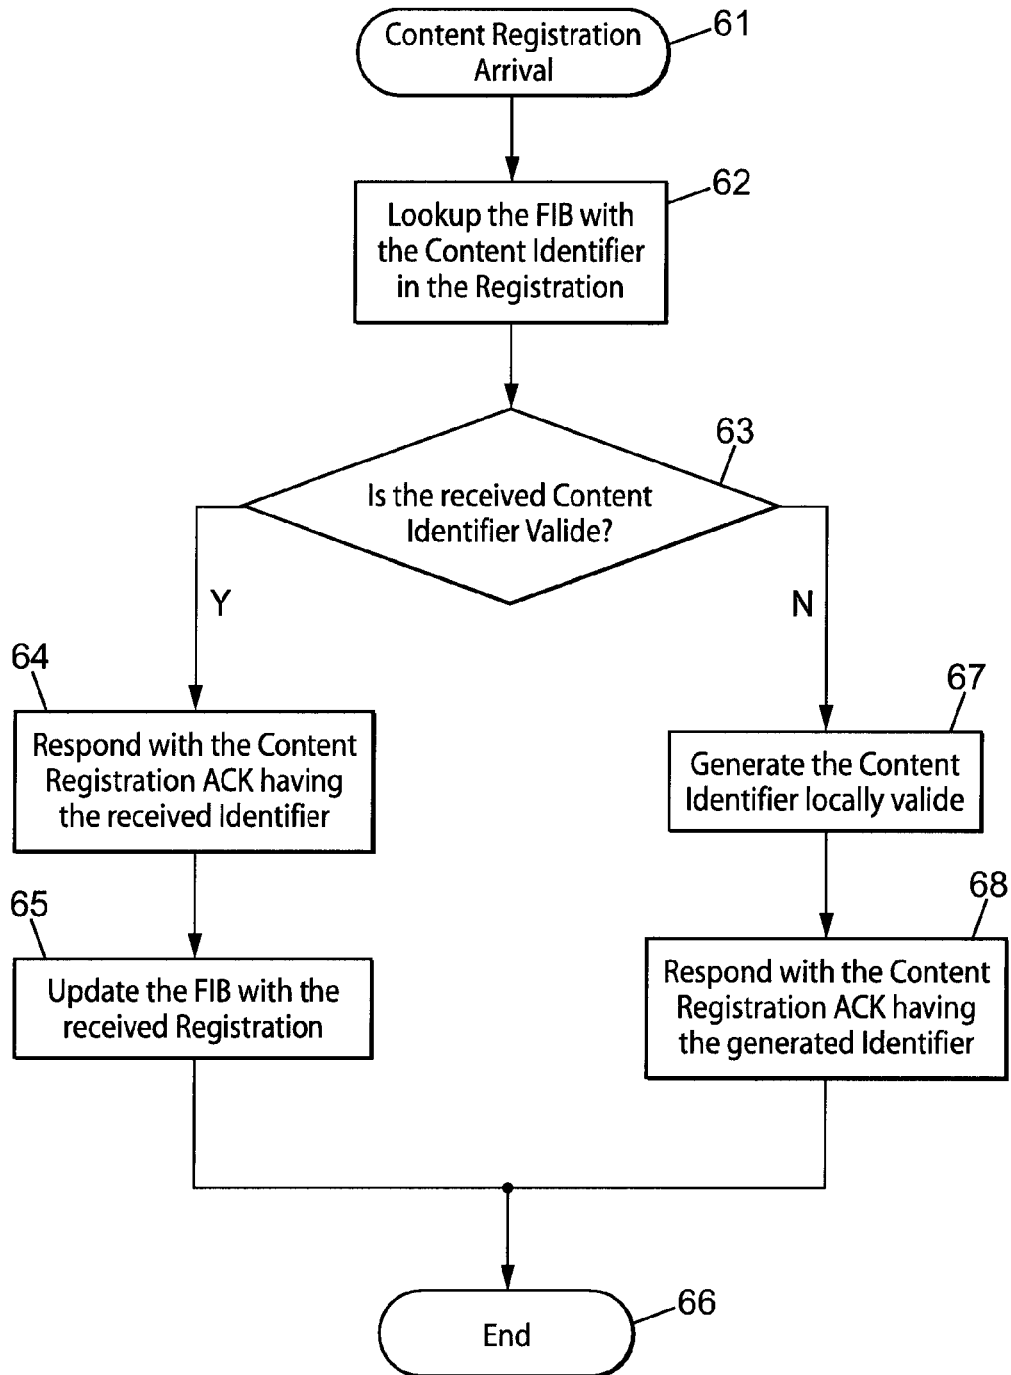 Content Registration
Arrival
61
Lookup the FIB with
the Content Identifier
in the Registration
62
Is the received Content
Identifier Valide?
63
Y
N
64
Respond with the Content
Registration ACK having
the received Identifier
65
Update the FIB with the
received Registration
67
Generate the Content
Identifier locally valide
68
Respond with the Content
Registration ACK having
the generated Identifier
End
66